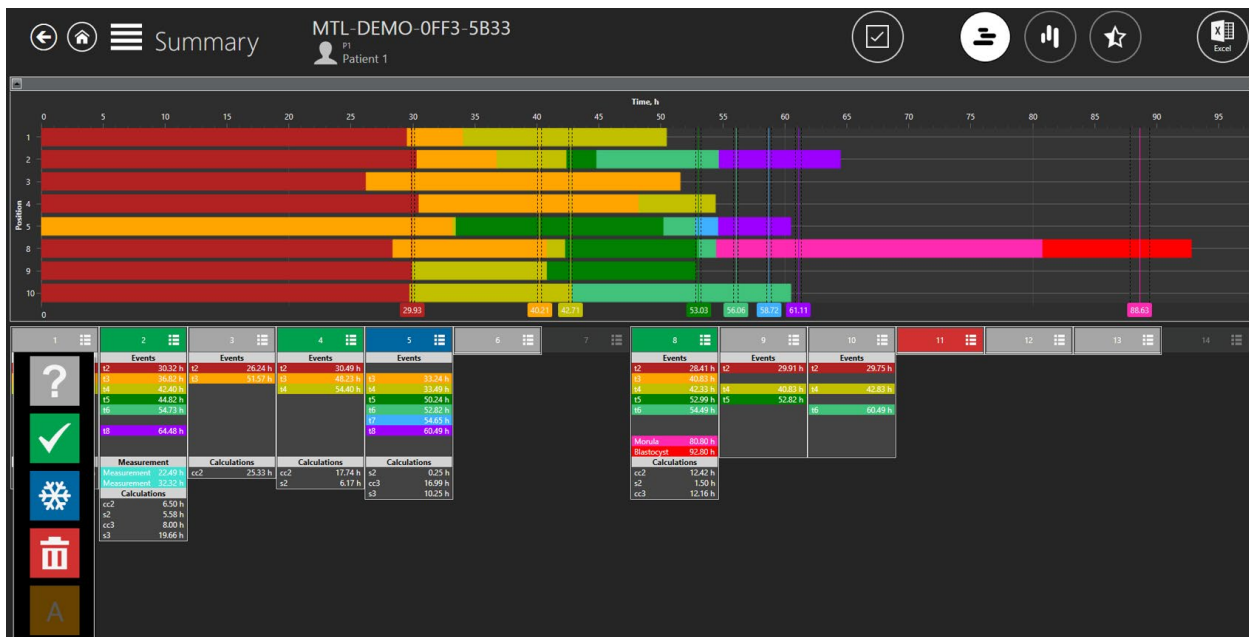 Summary
MTL-DEMO-0FF3-5B33
P1
Patient 1
Excel
Time, h
0 5 10 15 20 25 30 35 40 45 50 55 60 65 70 75 80 85 90 95
Position
1
2
3
4
5
8
9
10
0
29.93 40.21 42.71 53.03 56.06 58.72 61.11 88.63
1 2 3 4 5 6 7 8 9 10 11 12 13 14
?
A
Events
t2 30.32 h
t3 36.82 h
t4 42.40 h
t5 44.82 h
t6 54.73 h
t8 64.48 h
Measurement
Measurement 22.49 h
Measurement 32.32 h
Calculations
cc2 6.50 h
s2 5.58 h
cc3 8.00 h
s3 19.66 h
Events
t2 26.24 h
t3 51.57 h
Calculations
cc2 25.33 h
Events
t2 30.49 h
t3 48.23 h
t4 54.40 h
Calculations
cc2 17.74 h
s2 6.17 h
Events
t3 33.24 h
t4 33.49 h
t5 50.24 h
t6 52.82 h
t7 54.65 h
t8 60.49 h
Calculations
s2 0.25 h
cc3 16.99 h
s3 10.25 h
Events
t2 28.41 h
t3 40.83 h
t4 42.33 h
t5 52.99 h
t6 54.49 h
Morula 80.80 h
Blastocyst 92.80 h
Calculations
cc2 12.42 h
s2 1.50 h
cc3 12.16 h
Events
t2 29.91 h
t4 40.83 h
t5 52.82 h
Events
t2 29.75 h
t4 42.83 h
t6 60.49 h